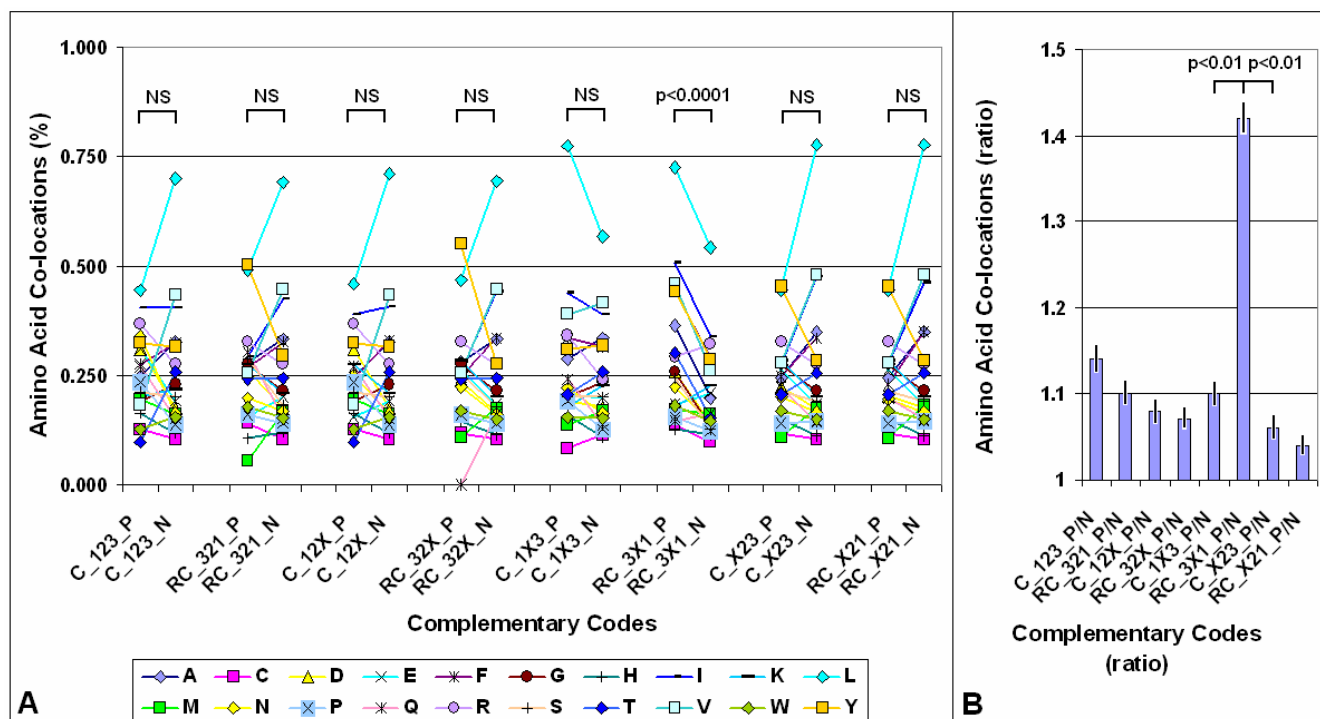 1.000
0.750
0.500
0.250
0.000
Amino Acid Co-locations (%)
NS
NS
NS
NS
NS
p<0.0001
NS
NS
C_123_P
C_123_N
RC_321_P
RC_321_N
C_12X_P
C_12X_N
RC_32X_P
RC_32X_N
C_1X3_P
C_1X3_N
RC_3X1_P
RC_3X1_N
C_X23_P
C_X23_N
RC_X21_P
RC_X21_N
Complementary Codes
A C D E F G H I K L
M N P Q R S T V W Y
A
1.5
1.4
1.3
1.2
1.1
1
Amino Acid Co-locations (ratio)
p<0.01 p<0.01
C_123_P/N
RC_321_P/N
C_12X_P/N
RC_32X_P/N
C_1X3_P/N
RC_3X1_P/N
C_X23_P/N
RC_X21_P/N
Complementary Codes
(ratio)
B